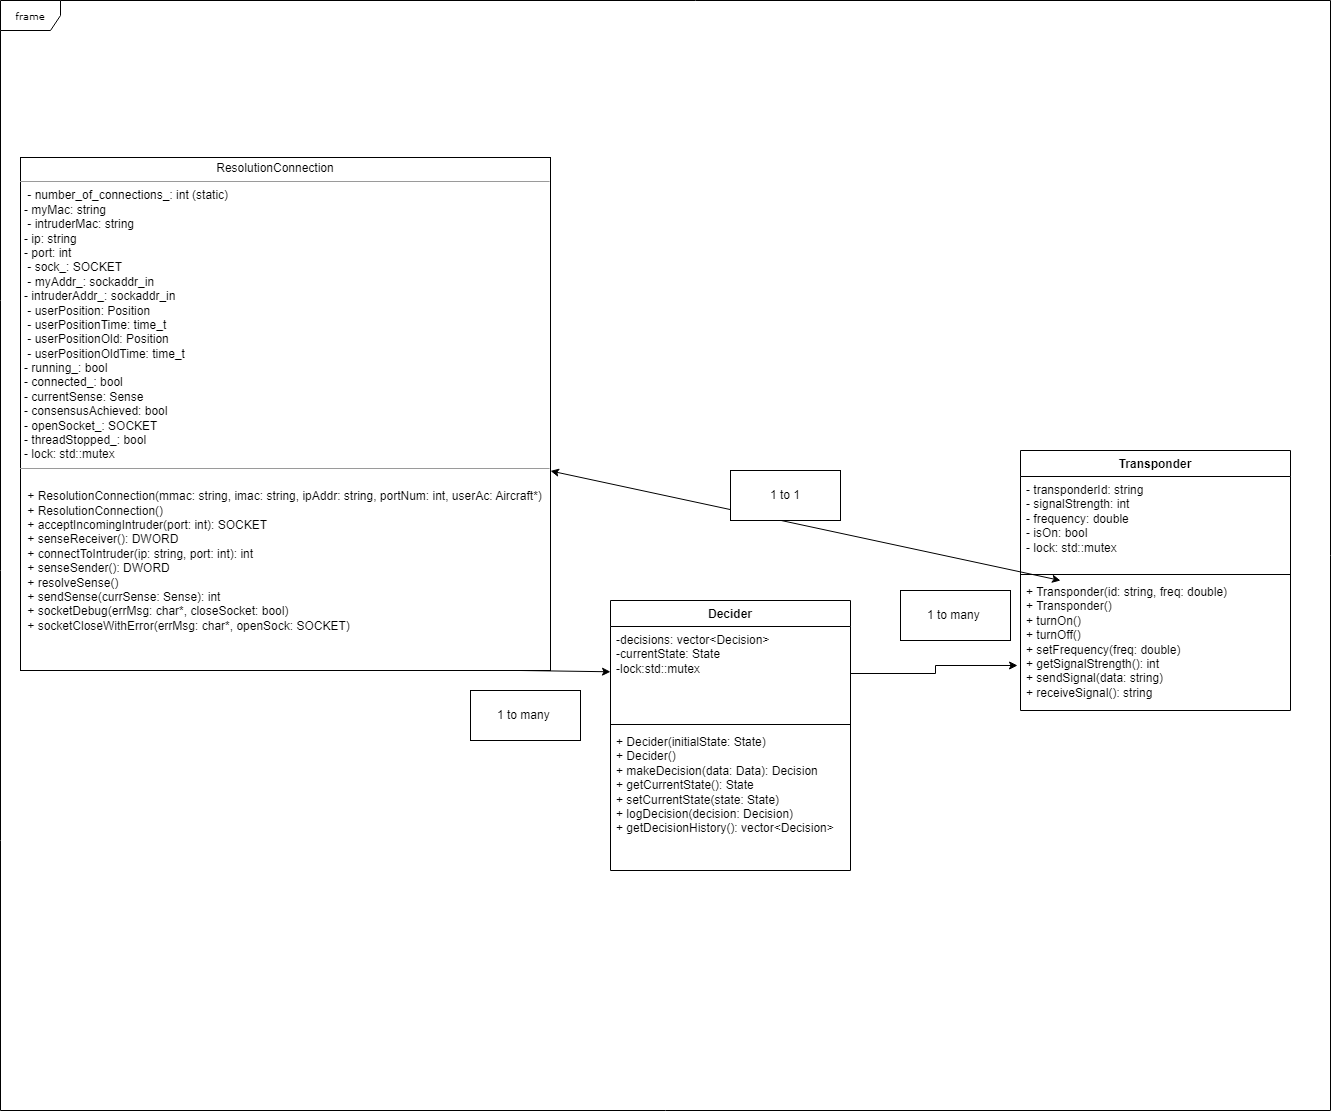 frame
ResolutionConnection
- number_of_connections_: int (static)
- myMac: string
- intruderMac: string
- ip: string
- port: int
- sock_: SOCKET
- myAddr_: sockaddr_in
- intruderAddr_: sockaddr_in
- userPosition: Position
- userPositionTime: time_t
- userPositionOld: Position
- userPositionOldTime: time_t
- running_: bool
- connected_: bool
- currentSense: Sense
- consensusAchieved: bool
- openSocket_: SOCKET
- threadStopped_: bool
- lock: std::mutex
+ ResolutionConnection(mmac: string, imac: string, ipAddr: string, portNum: int, userAc: Aircraft*)
+ ResolutionConnection()
+ acceptIncomingIntruder(port: int): SOCKET
+ senseReceiver(): DWORD
+ connectToIntruder(ip: string, port: int): int
+ senseSender(): DWORD
+ resolveSense()
+ sendSense(currSense: Sense): int
+ socketDebug(errMsg: char*, closeSocket: bool)
+ socketCloseWithError(errMsg: char*, openSock: SOCKET)
1 to many
1 to 1
Decider
-decisions: vector<Decision>
-currentState: State
-lock:std::mutex
+ Decider(initialState: State)
+ Decider()
+ makeDecision(data: Data): Decision
+ getCurrentState(): State
+ setCurrentState(state: State)
+ logDecision(decision: Decision)
+ getDecisionHistory(): vector<Decision>
1 to many
Transponder
- transponderId: string
- signalStrength: int
- frequency: double
- isOn: bool
- lock: std::mutex
+ Transponder(id: string, freq: double)
+ Transponder()
+ turnOn()
+ turnOff()
+ setFrequency(freq: double)
+ getSignalStrength(): int
+ sendSignal(data: string)
+ receiveSignal(): string